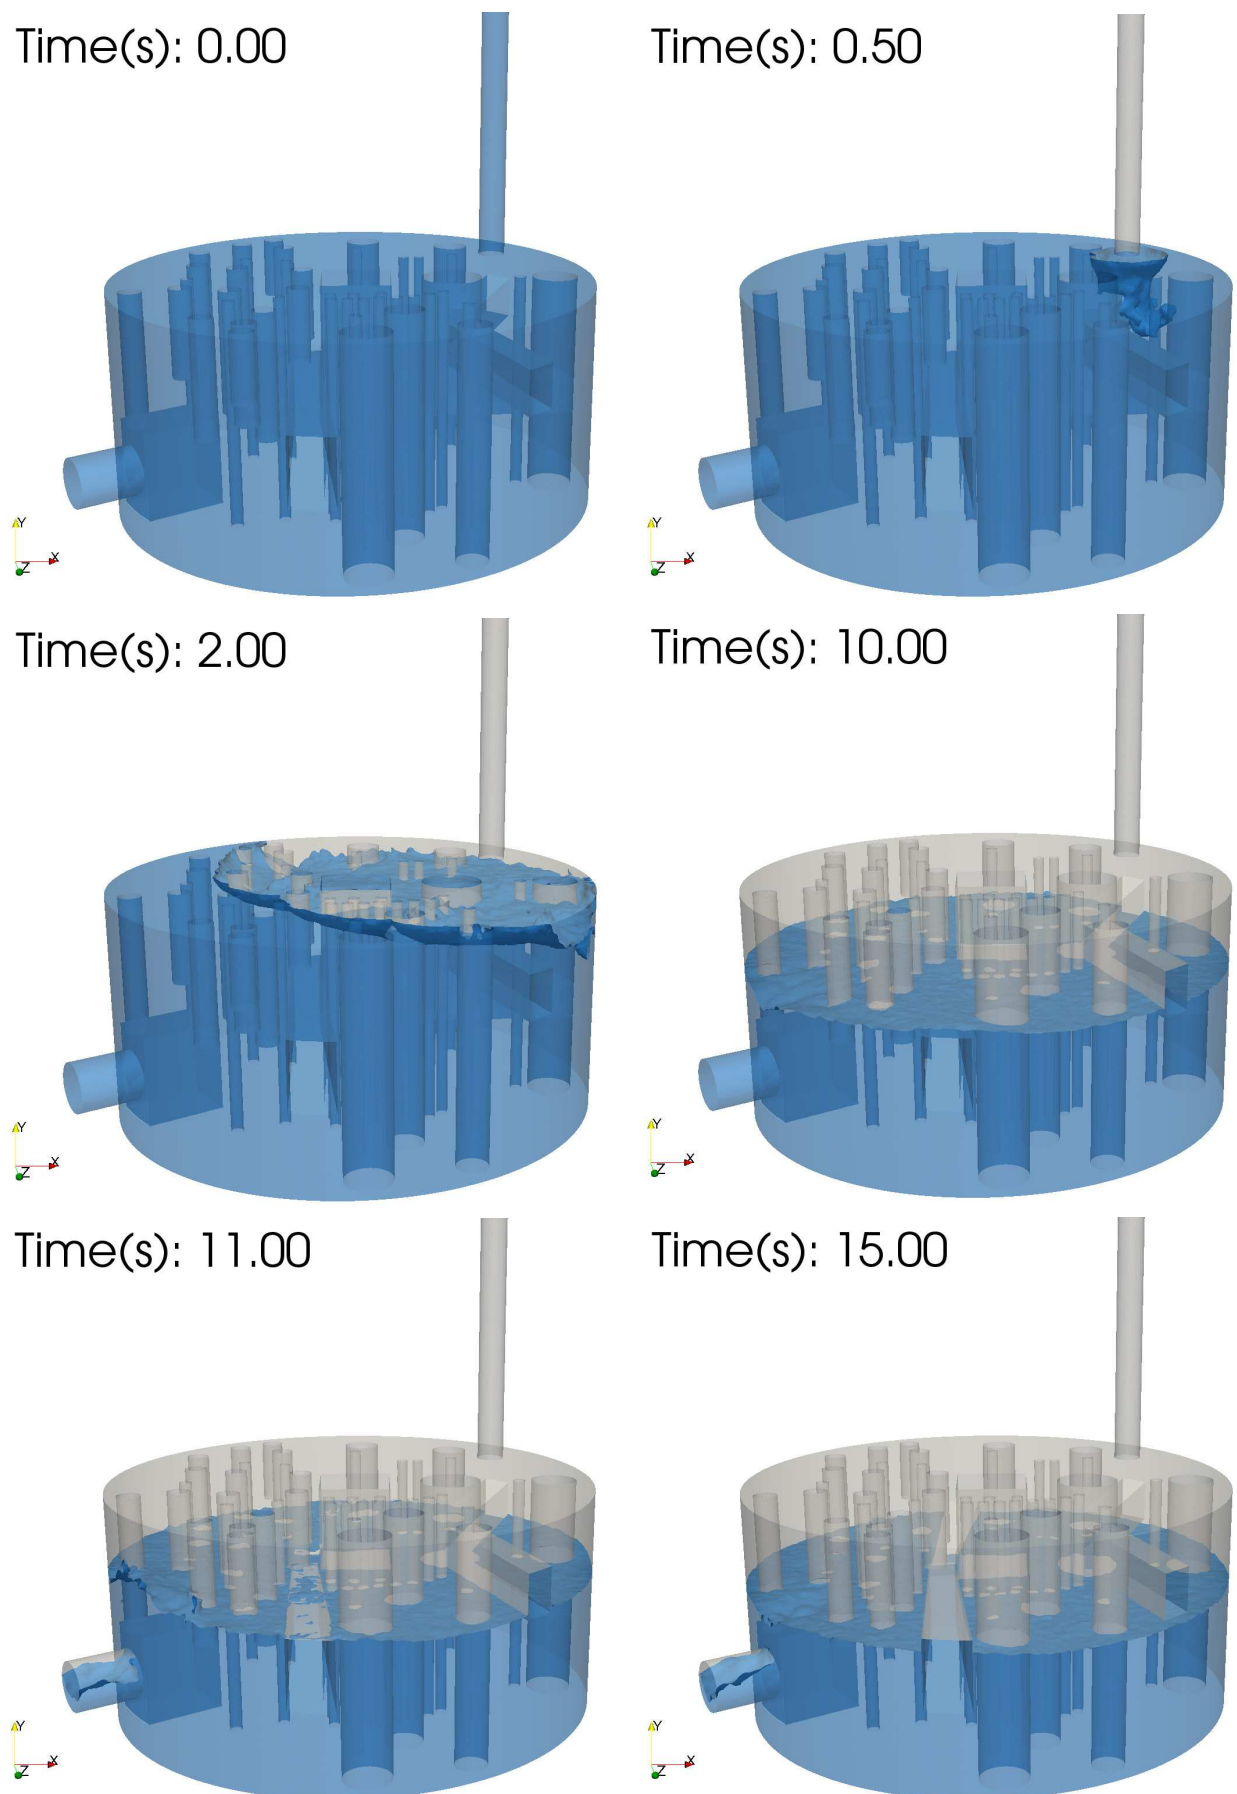 Time(s): 0.00
Time(s): 0.50
Y
X
Z
Y
X
Z
Time(s): 2.00
Time(s): 10.00
Y
X
Z
Y
X
Z
Time(s): 11.00
Time(s): 15.00
Y
X
Z
Y
X
Z